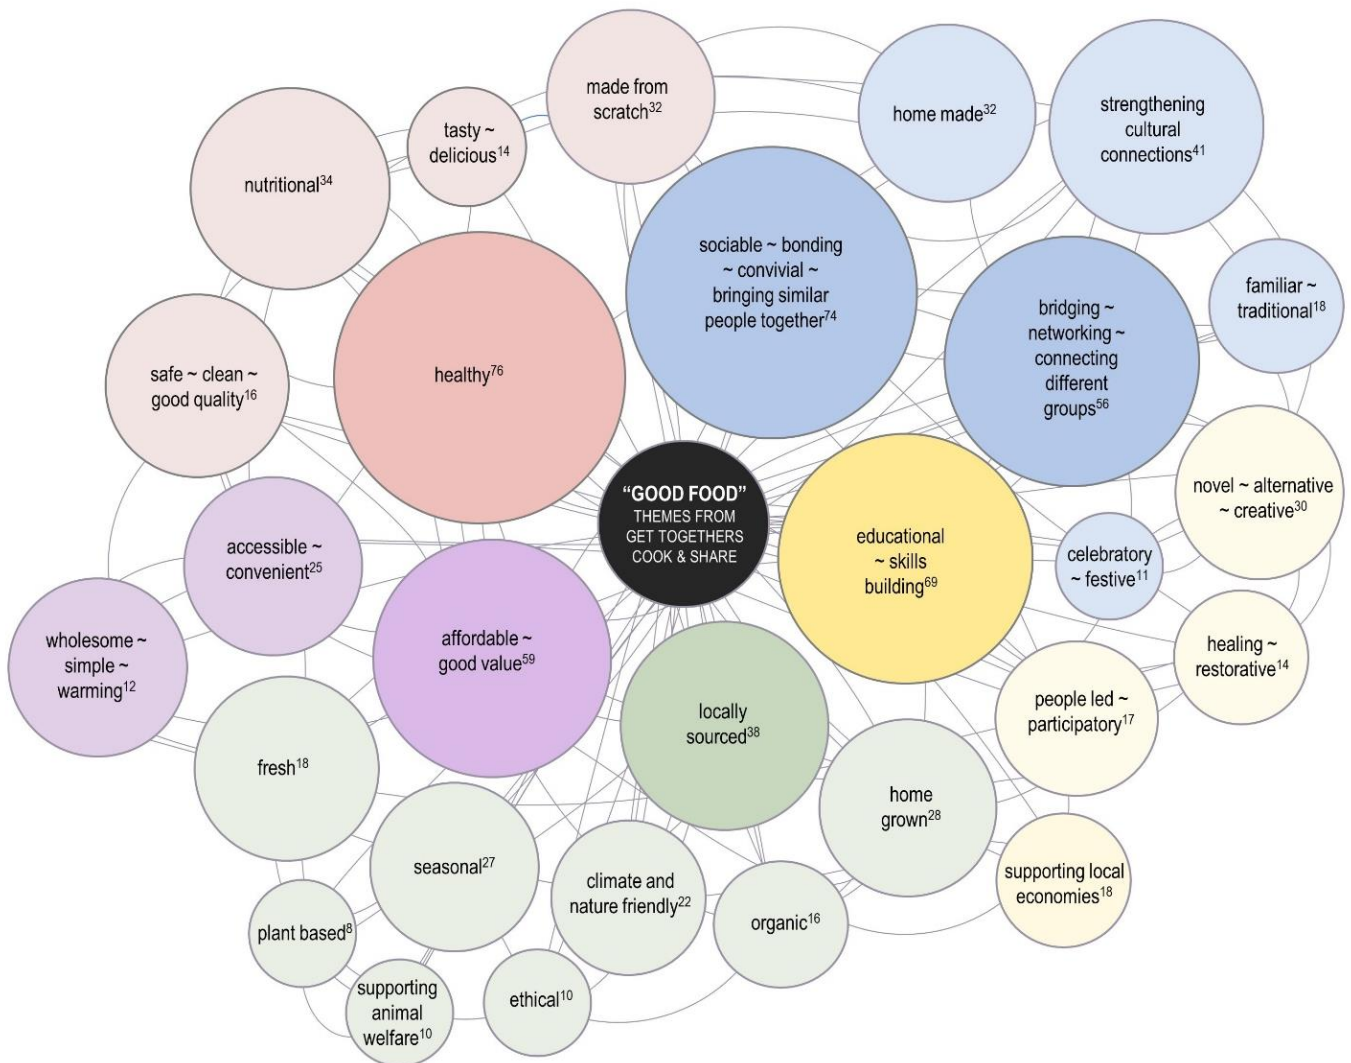 made from
scratch32
home made32
strengthening
cultural
connections41
tasty ~
delicious14
nutritional34
sociable ~ bonding
~ convivial ~
bringing similar
people together74
familiar ~
traditional18
bridging ~
networking ~
connecting
different
groups56
healthy76
safe ~ clean ~
good quality16
novel ~ alternative
~ creative30
“GOOD FOOD”
THEMES FROM
GET TOGETHERS
COOK & SHARE
educational
~ skills
building69
celebratory
~ festive11
accessible ~
convenient25
wholesome ~
simple ~
warming12
affordable ~
good value59
healing ~
restorative14
people led ~
participatory17
locally
sourced38
fresh18
home
grown28
seasonal27
climate and
nature friendly22
supporting local
economies18
organic16
plant based8
supporting
animal
welfare10
ethical10